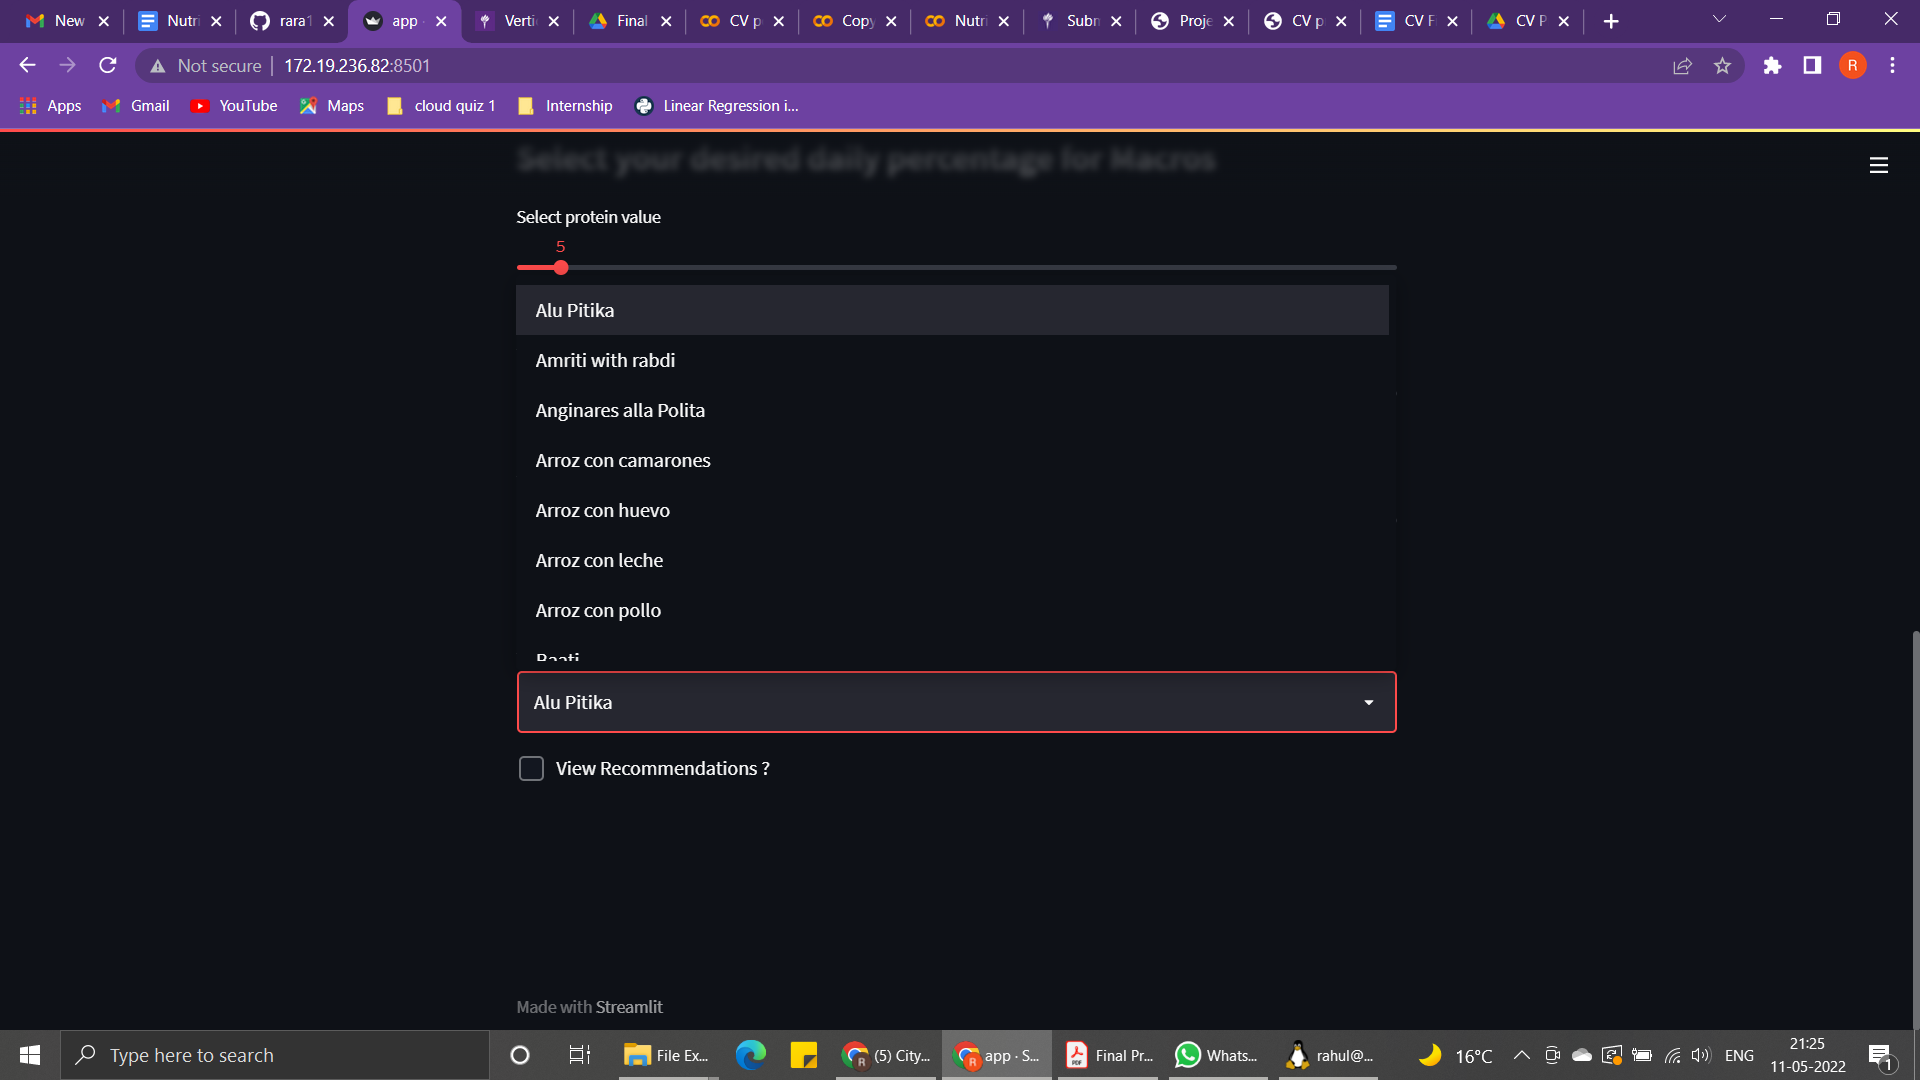 New Nutri rara1 app · Verti Final CV p Copy Nutri Subm Proje CV p CV Fi CV P
Not secure 172.19.236.82:8501 R
Apps Gmail YouTube Maps cloud quiz 1 Internship Linear Regression i...
Select your desired daily percentage for Macros
Select protein value
5
Alu Pitika
Amriti with rabdi
Anginares alla Polita
Arroz con camarones
Arroz con huevo
Arroz con leche
Arroz con pollo
Baati
Alu Pitika
View Recommendations ?
Made with Streamlit
Type here to search File Ex... (5) City... app · S... Final Pr... Whats... rahul@... 16°C ENG 21:25
11-05-2022 1